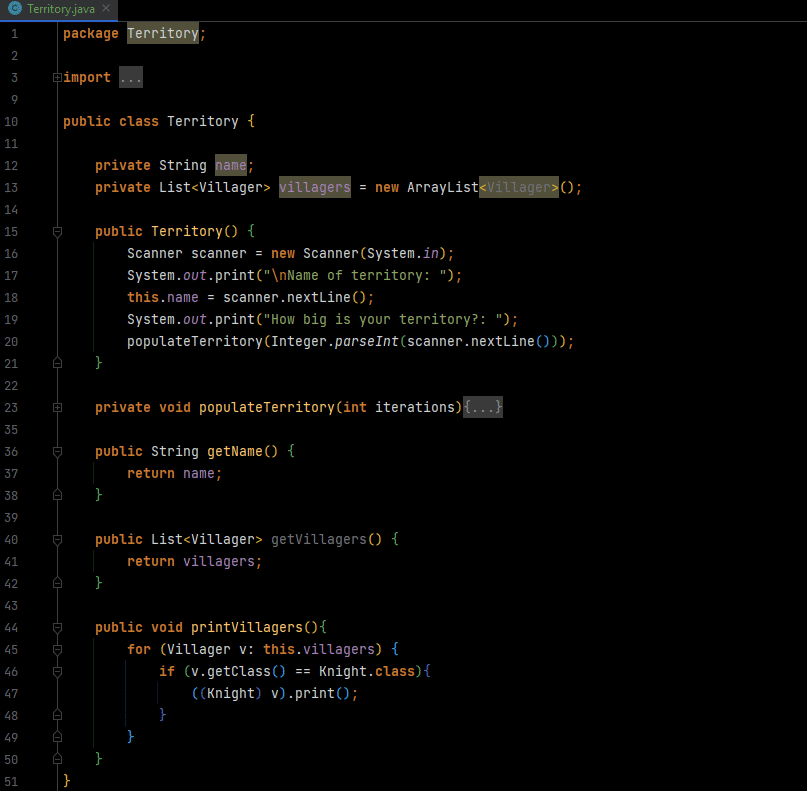 Territory.java
1 package Territory;
2
3 import ...
9
10 public class Territory {
11
12     private String name;
13     private List<Villager> villagers = new ArrayList<Villager>();
14
15     public Territory() {
16         Scanner scanner = new Scanner(System.in);
17         System.out.print("\nName of territory: ");
18         this.name = scanner.nextLine();
19         System.out.print("How big is your territory?: ");
20         populateTerritory(Integer.parseInt(scanner.nextLine()));
21     }
22
23     private void populateTerritory(int iterations){...}
35
36     public String getName() {
37         return name;
38     }
39
40     public List<Villager> getVillagers() {
41         return villagers;
42     }
43
44     public void printVillagers(){
45         for (Villager v: this.villagers) {
46             if (v.getClass() == Knight.class){
47                 ((Knight) v).print();
48             }
49         }
50     }
51 }